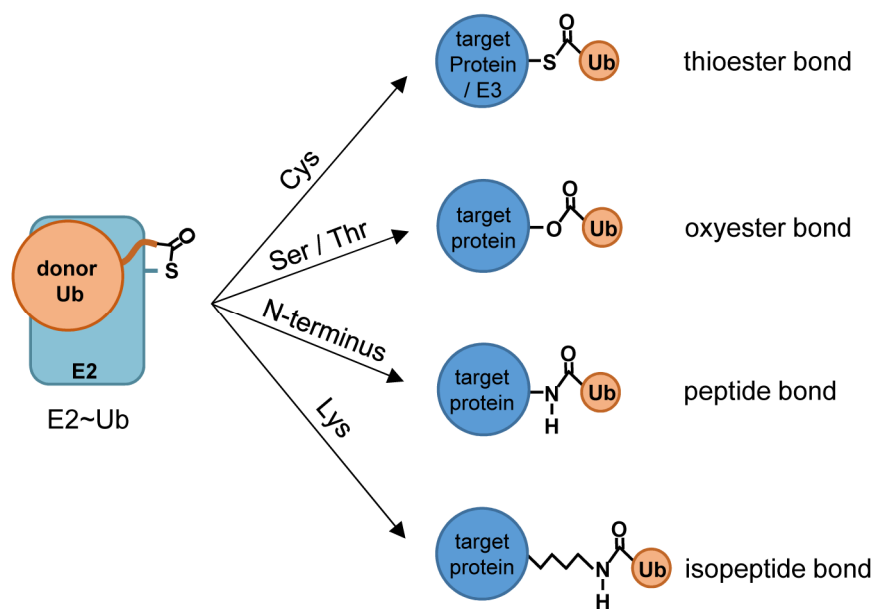 target
Protein
/ E3
S
O
Ub
thioester bond
Cys
target
protein
O
O
Ub
oxyester bond
Ser / Thr
donor
Ub
O
S
E2
E2~Ub
N-terminus
target
protein
O
N
H
Ub
peptide bond
Lys
target
protein
O
N
H
Ub
isopeptide bond